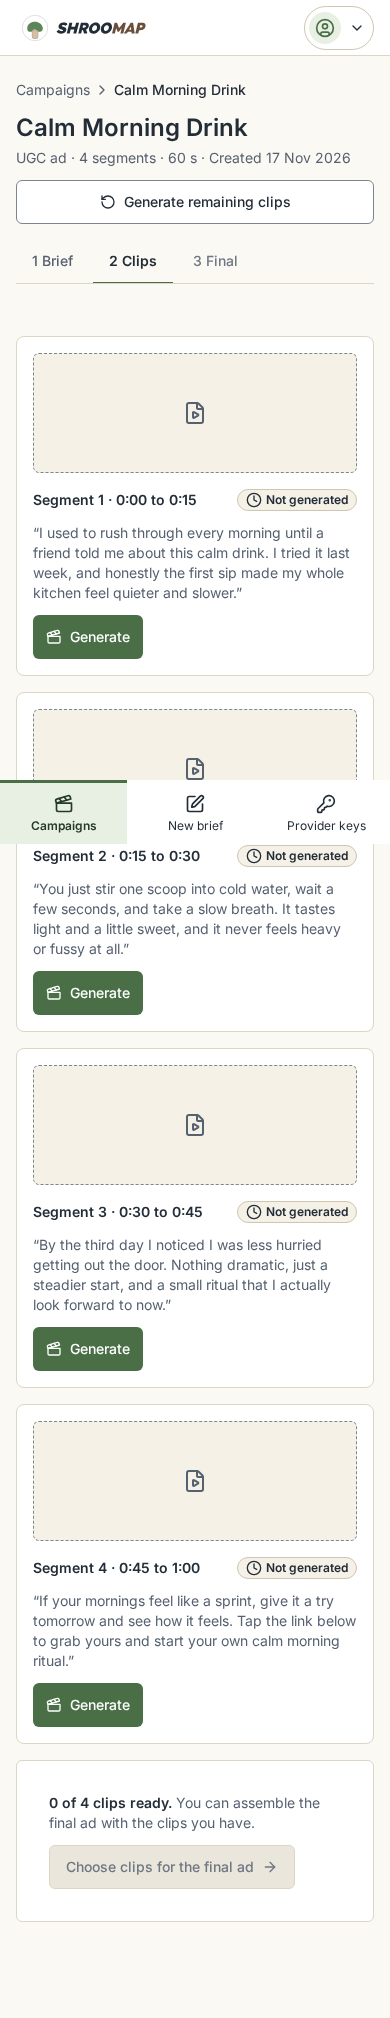 SHROOMAP
Campaigns > Calm Morning Drink
Calm Morning Drink
UGC ad · 4 segments · 60 s · Created 17 Nov 2026
Generate remaining clips
1 Brief 2 Clips 3 Final
Segment 1 · 0:00 to 0:15 Not generated
“I used to rush through every morning until a
friend told me about this calm drink. I tried it last
week, and honestly the first sip made my whole
kitchen feel quieter and slower.”
Generate
Campaigns New brief Provider keys
Segment 2 · 0:15 to 0:30 Not generated
“You just stir one scoop into cold water, wait a
few seconds, and take a slow breath. It tastes
light and a little sweet, and it never feels heavy
or fussy at all.”
Generate
Segment 3 · 0:30 to 0:45 Not generated
“By the third day I noticed I was less hurried
getting out the door. Nothing dramatic, just a
steadier start, and a small ritual that I actually
look forward to now.”
Generate
Segment 4 · 0:45 to 1:00 Not generated
“If your mornings feel like a sprint, give it a try
tomorrow and see how it feels. Tap the link below
to grab yours and start your own calm morning
ritual.”
Generate
0 of 4 clips ready. You can assemble the
final ad with the clips you have.
Choose clips for the final ad →